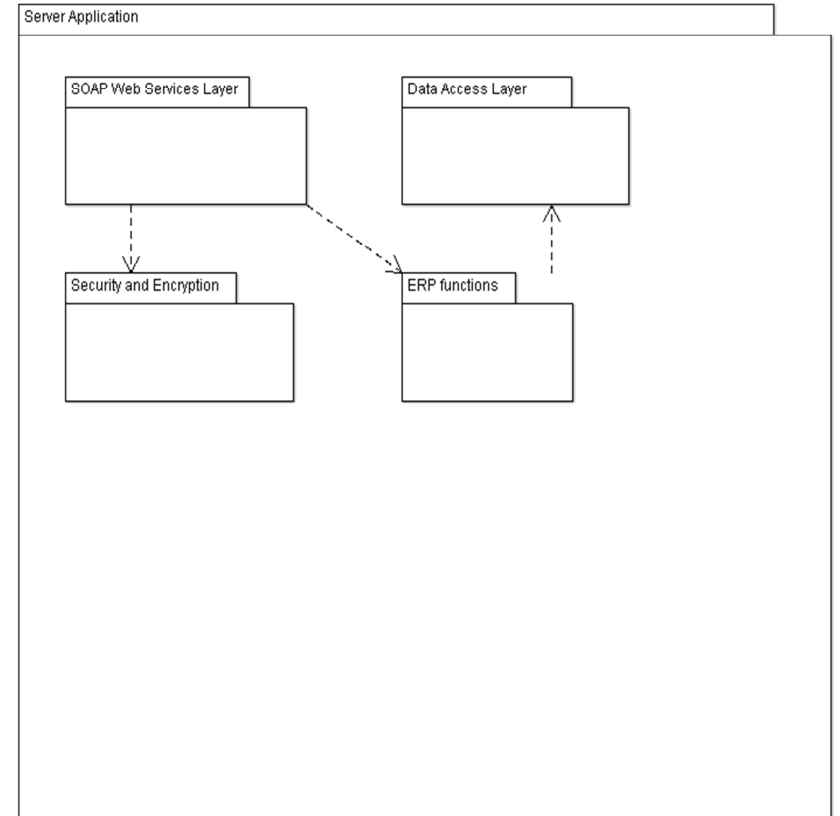 Server Application
SOAP Web Services Layer
Data Access Layer
Security and Encryption
ERP functions